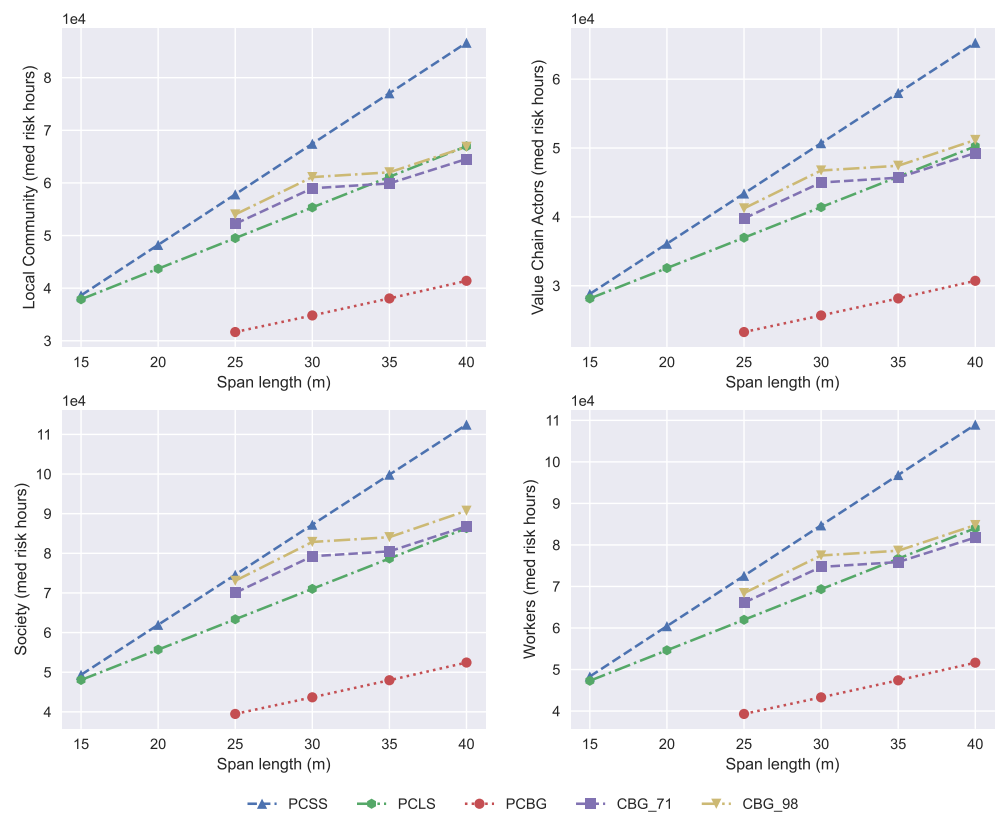 1e4
Local Community (med risk hours)
8
7
6
5
4
3
15 20 25 30 35 40
Span length (m)
1e4
Value Chain Actors (med risk hours)
6
5
4
3
15 20 25 30 35 40
Span length (m)
1e4
Society (med risk hours)
11
10
9
8
7
6
5
4
15 20 25 30 35 40
Span length (m)
1e4
Workers (med risk hours)
11
10
9
8
7
6
5
4
15 20 25 30 35 40
Span length (m)
PCSS PCLS PCBG CBG_71 CBG_98